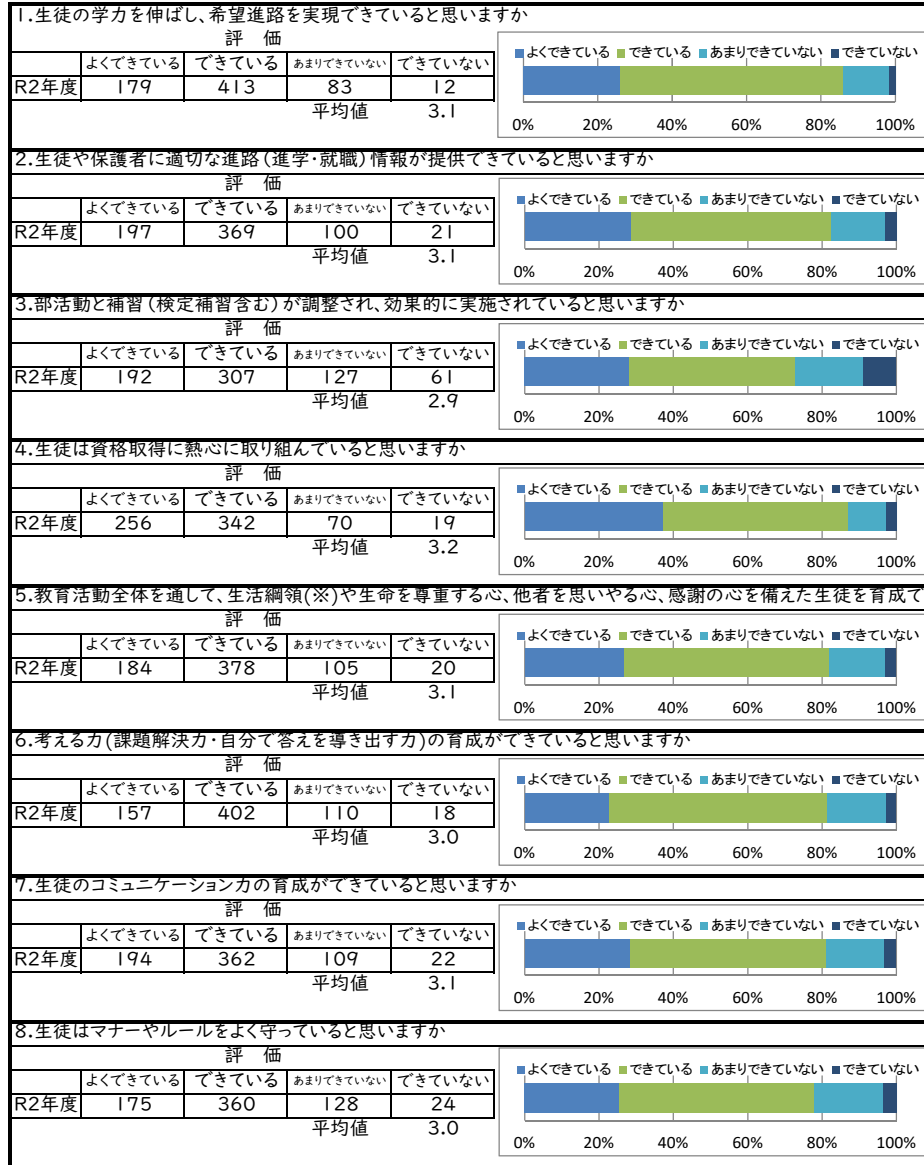 1.生徒の学力を伸ばし、希望進路を実現できていると思いますか
評 価
よくできている できている あまりできていない できていない
R2年度 179 413 83 12
平均値 3.1
よくできている できている あまりできていない できていない
0% 20% 40% 60% 80% 100%
2.生徒や保護者に適切な進路(進学・就職)情報が提供できていると思いますか
評 価
よくできている できている あまりできていない できていない
R2年度 197 369 100 21
平均値 3.1
よくできている できている あまりできていない できていない
0% 20% 40% 60% 80% 100%
3.部活動と補習(検定補習含む)が調整され、効果的に実施されていると思いますか
評 価
よくできている できている あまりできていない できていない
R2年度 192 307 127 61
平均値 2.9
よくできている できている あまりできていない できていない
0% 20% 40% 60% 80% 100%
4.生徒は資格取得に熱心に取り組んでいると思いますか
評 価
よくできている できている あまりできていない できていない
R2年度 256 342 70 19
平均値 3.2
よくできている できている あまりできていない できていない
0% 20% 40% 60% 80% 100%
5.教育活動全体を通して、生活綱領(※)や生命を尊重する心、他者を思いやる心、感謝の心を備えた生徒を育成で
評 価
よくできている できている あまりできていない できていない
R2年度 184 378 105 20
平均値 3.1
よくできている できている あまりできていない できていない
0% 20% 40% 60% 80% 100%
6.考える力(課題解決力・自分で答えを導き出す力)の育成ができていると思いますか
評 価
よくできている できている あまりできていない できていない
R2年度 157 402 110 18
平均値 3.0
よくできている できている あまりできていない できていない
0% 20% 40% 60% 80% 100%
7.生徒のコミュニケーション力の育成ができていると思いますか
評 価
よくできている できている あまりできていない できていない
R2年度 194 362 109 22
平均値 3.1
よくできている できている あまりできていない できていない
0% 20% 40% 60% 80% 100%
8.生徒はマナーやルールをよく守っていると思いますか
評 価
よくできている できている あまりできていない できていない
R2年度 175 360 128 24
平均値 3.0
よくできている できている あまりできていない できていない
0% 20% 40% 60% 80% 100%